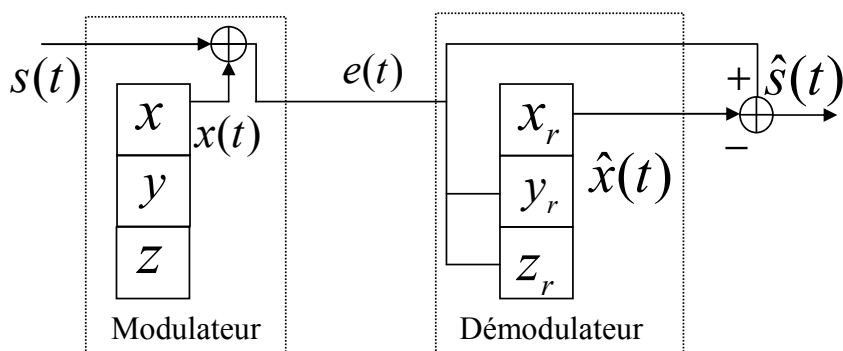 s(t)
x
y
z
x(t)
Modulateur
e(t)
x_r
y_r
z_r
x̂(t)
Démodulateur
+
−
ŝ(t)